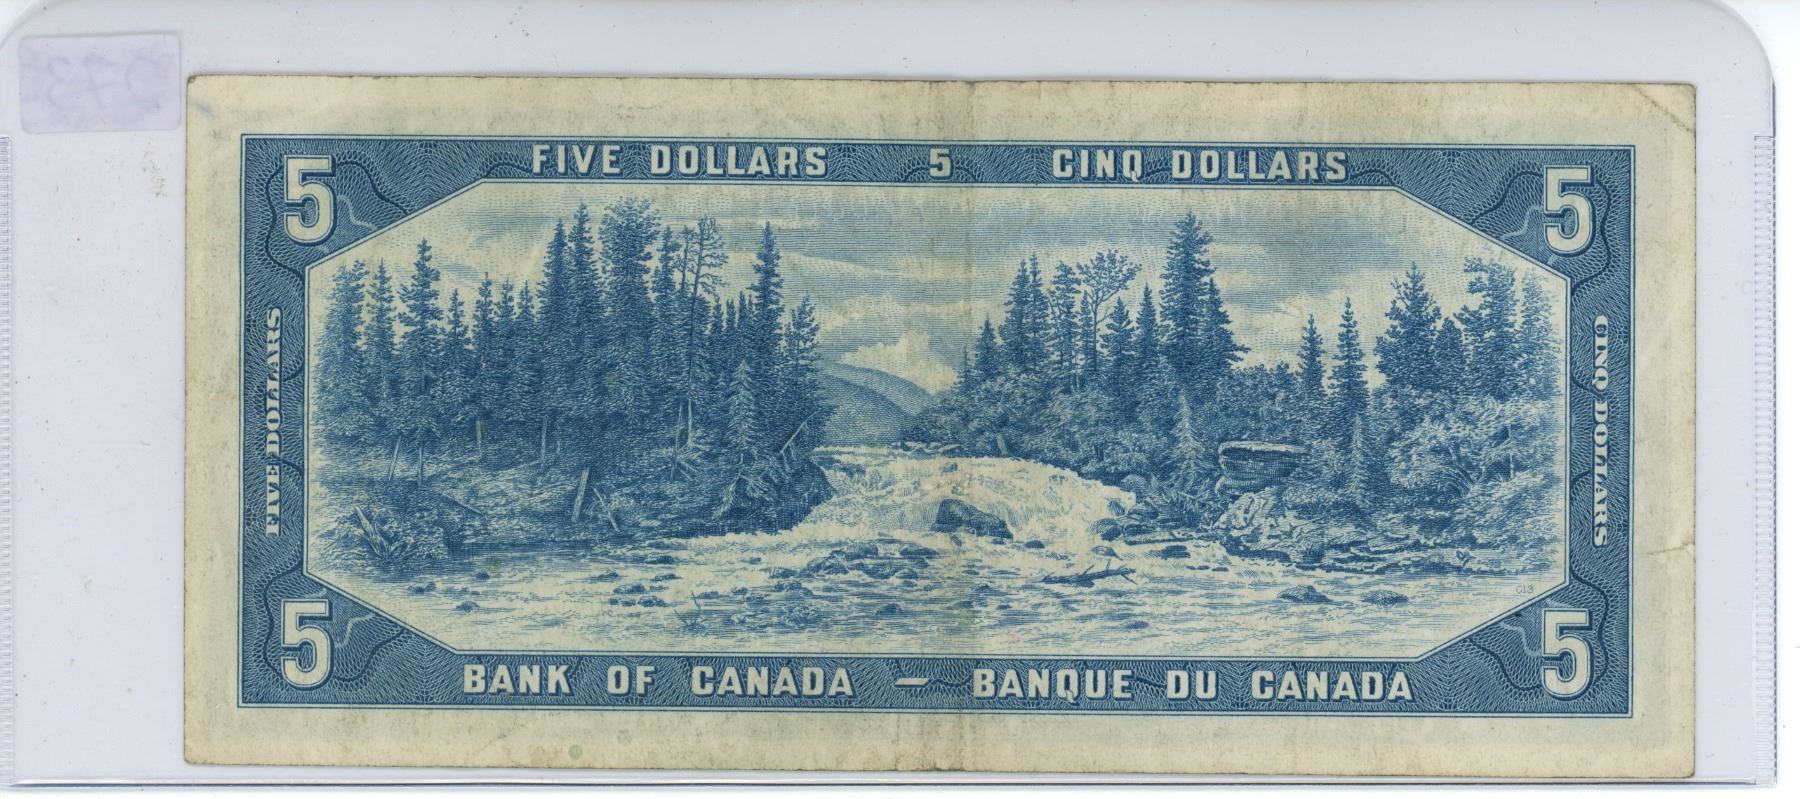 273
5 FIVE DOLLARS 5 CINQ DOLLARS 5
FIVE DOLLARS
CINQ DOLLARS
5 BANK OF CANADA — BANQUE DU CANADA 5